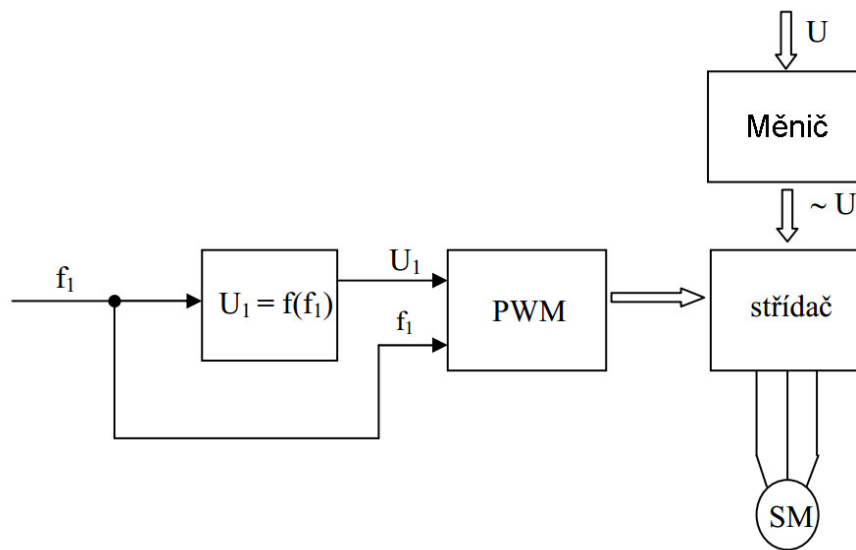 U
Měnič
~ U
f₁
U₁ = f(f₁)
U₁
f₁
PWM
střídač
SM